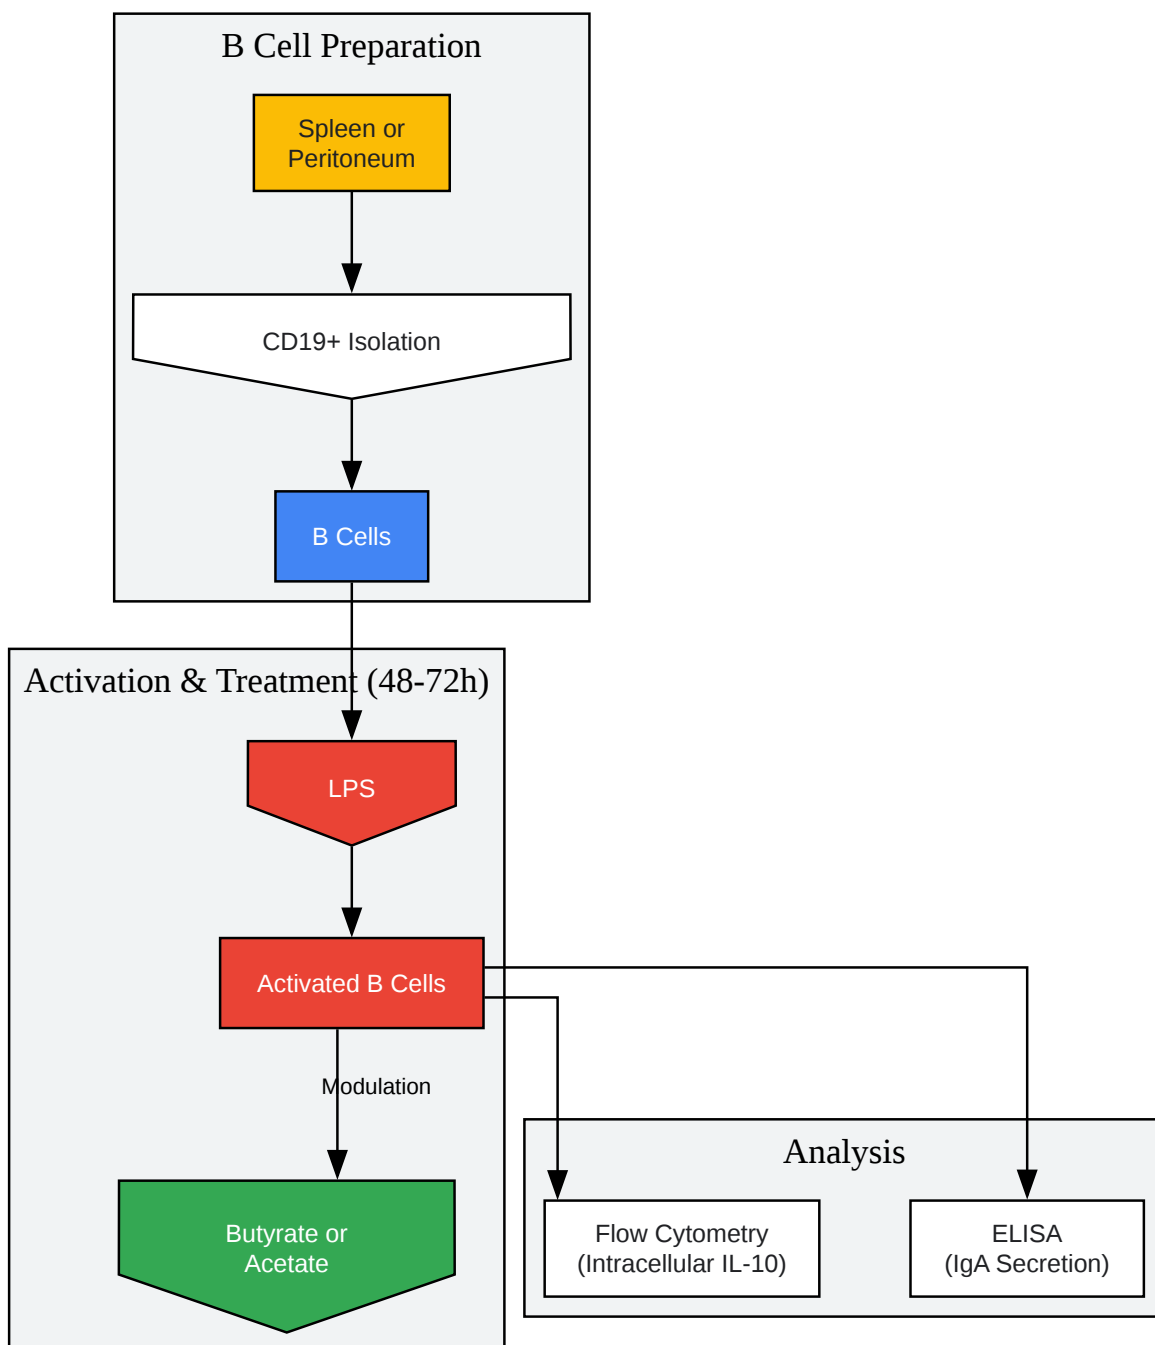 B Cell Preparation
Spleen or
Peritoneum
CD19+ Isolation
B Cells
Activation & Treatment (48-72h)
LPS
Activated B Cells
Modulation
Butyrate or
Acetate
Analysis
Flow Cytometry
(Intracellular IL-10)
ELISA
(IgA Secretion)